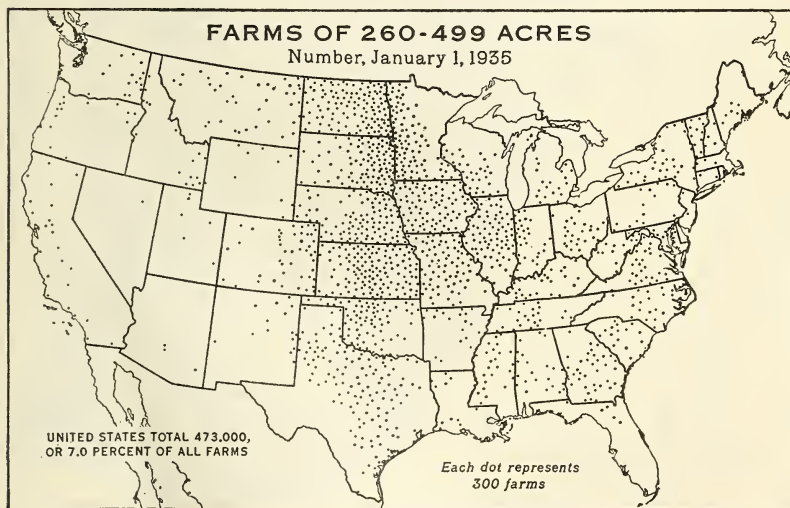 FARMS OF 260-499 ACRES
Number, January 1, 1935
UNITED STATES TOTAL 473,000,
OR 7.0 PERCENT OF ALL FARMS
Each dot represents
300 farms